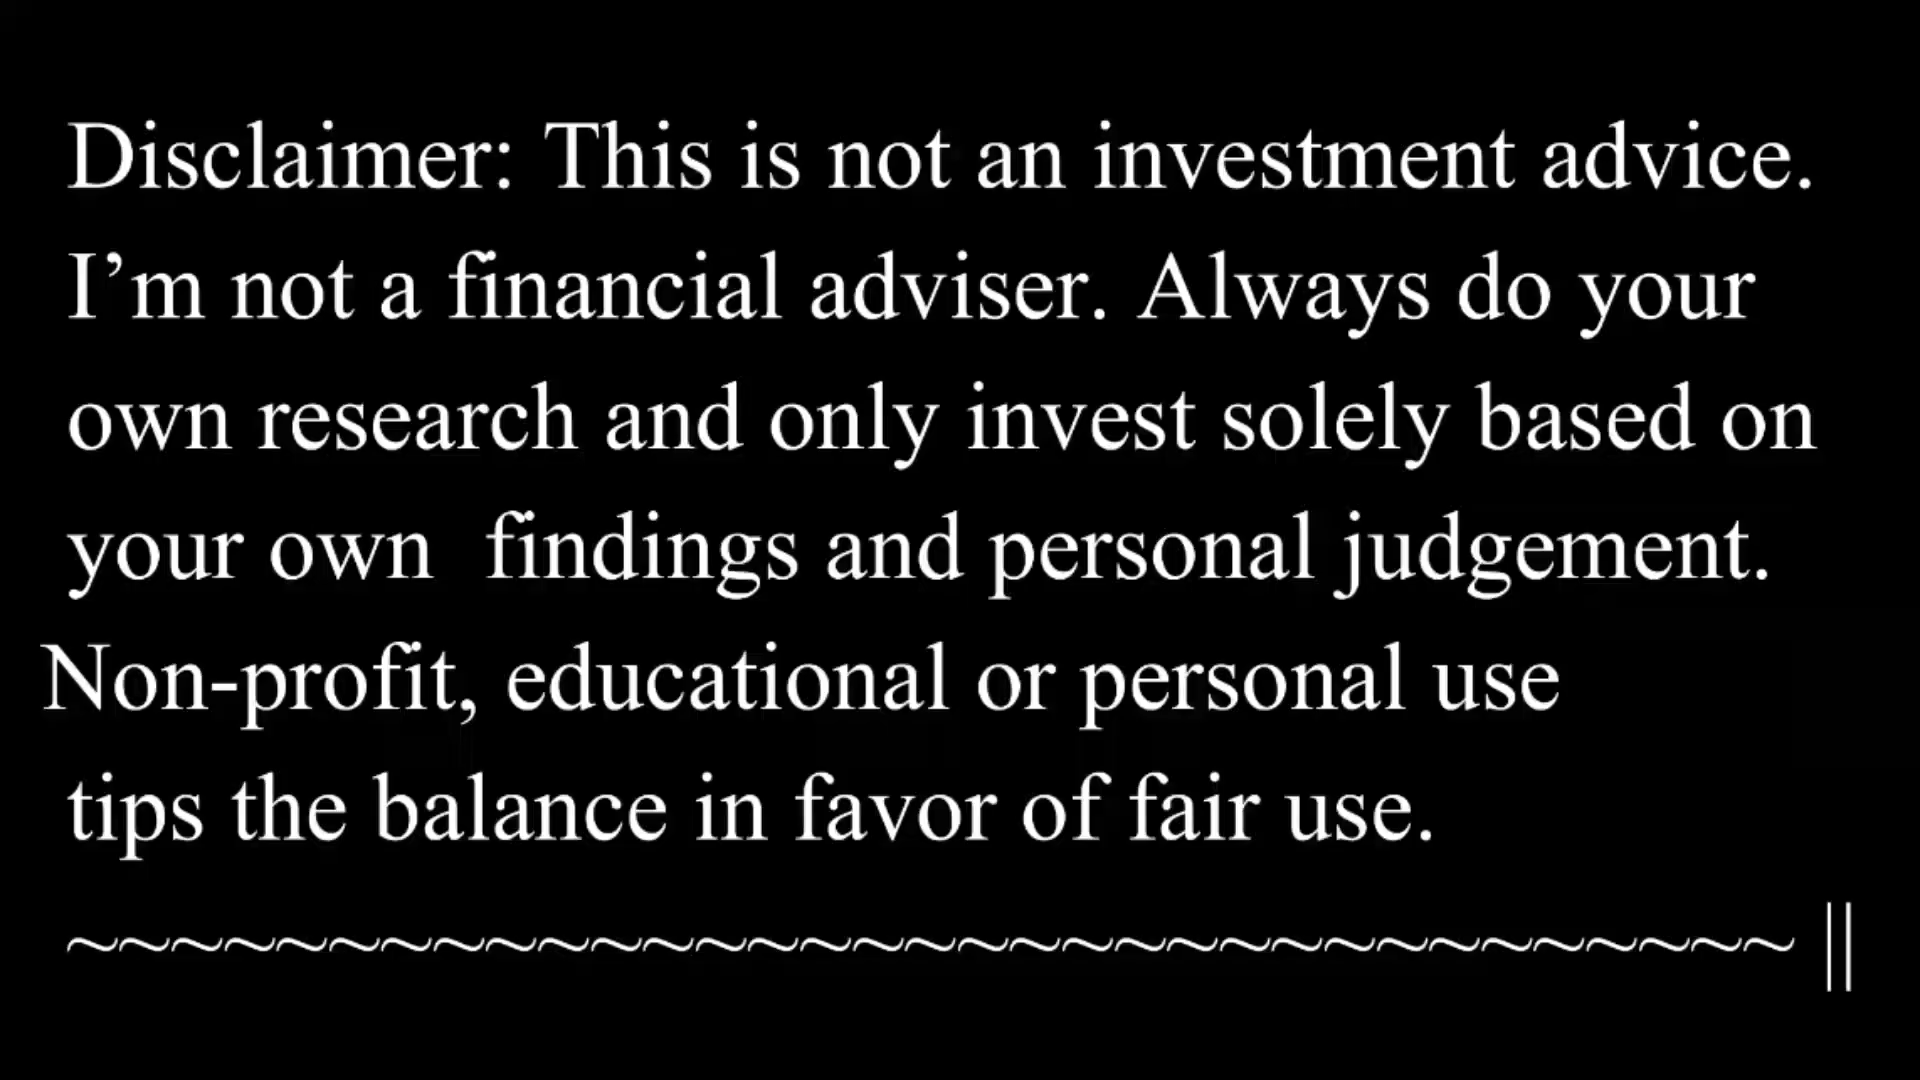 Disclaimer: This is not an investment advice.
I’m not a financial adviser. Always do your
own research and only invest solely based on
your own  findings and personal judgement.
Non-profit, educational or personal use
tips the balance in favor of fair use.
~~~~~~~~~~~~~~~~~~~~~~~~~~~~~~~~~ ||